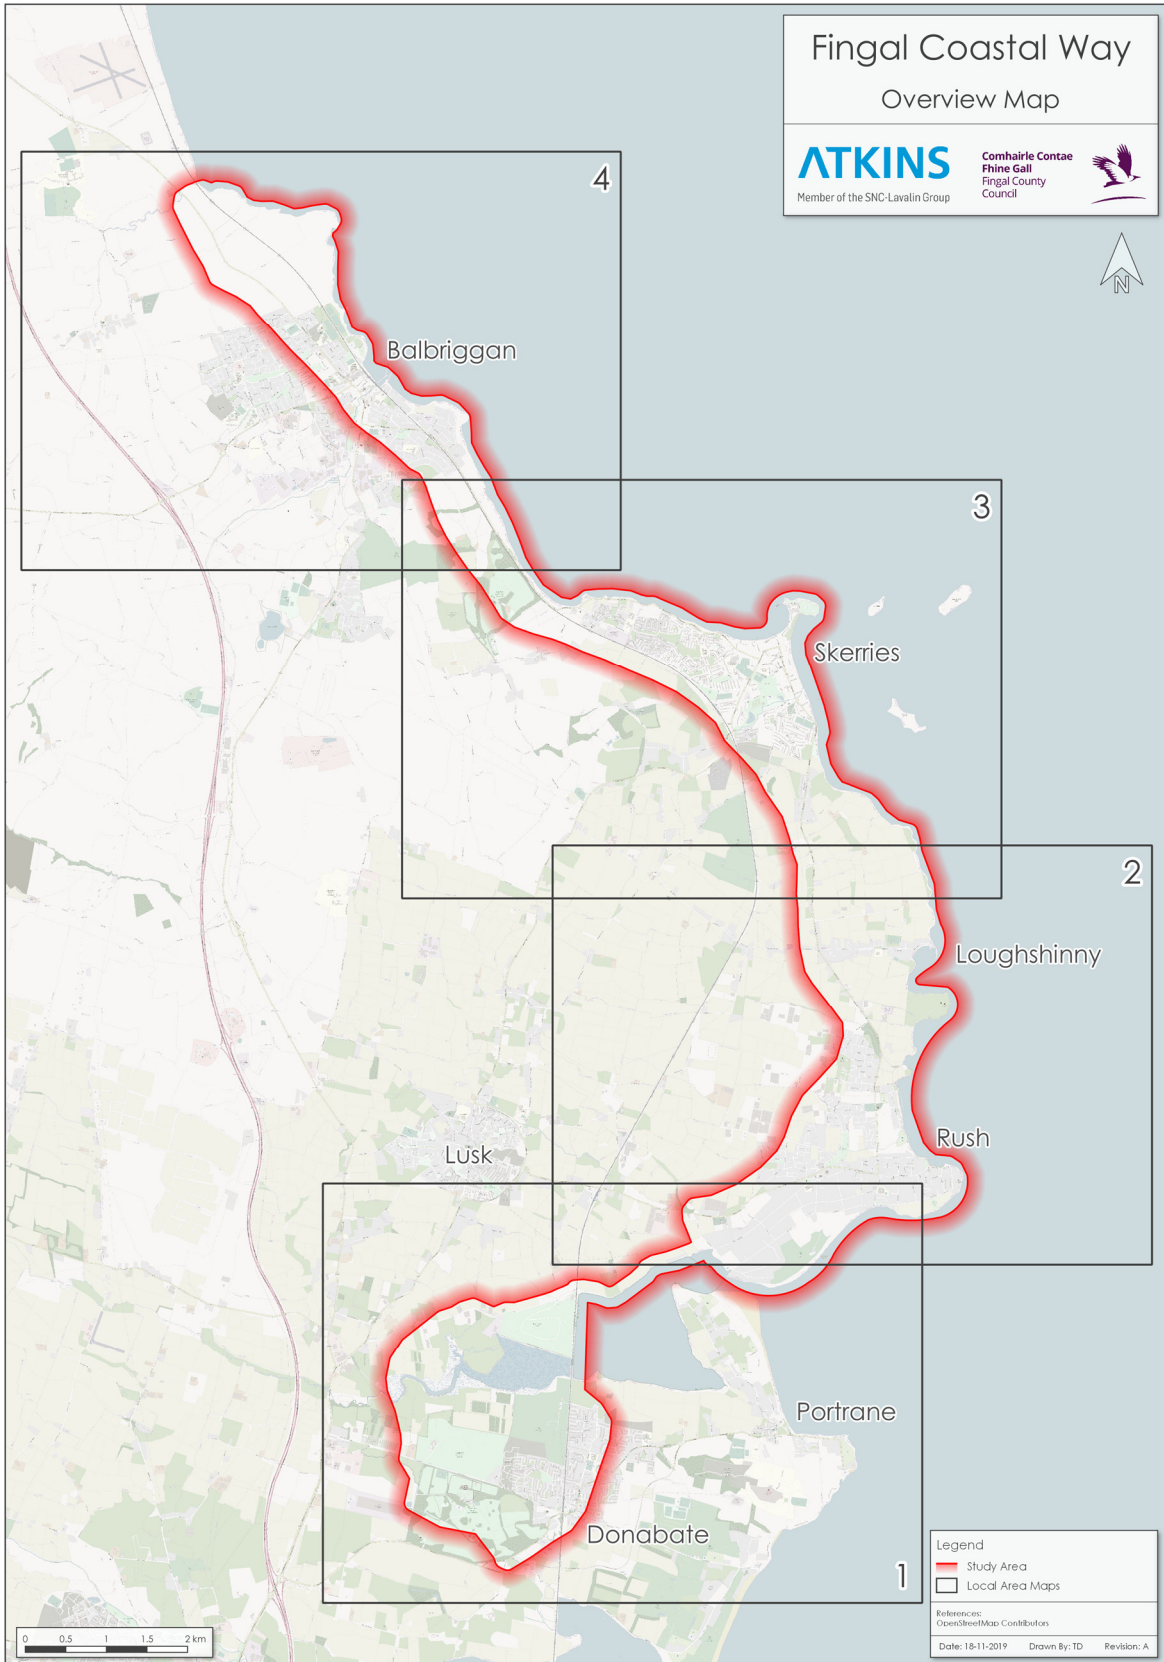 Fingal Coastal Way
Overview Map
ATKINS
Member of the SNC-Lavalin Group
Comhairle Contae
Fhine Gall
Fingal County
Council
N
4
Balbriggan
3
Skerries
2
Loughshinny
Rush
Lusk
Portrane
Donabate
1
Legend
Study Area
Local Area Maps
References:
OpenStreetMap Contributors
Date: 18-11-2019 Drawn By: TD Revision: A
0 0.5 1 1.5 2 km